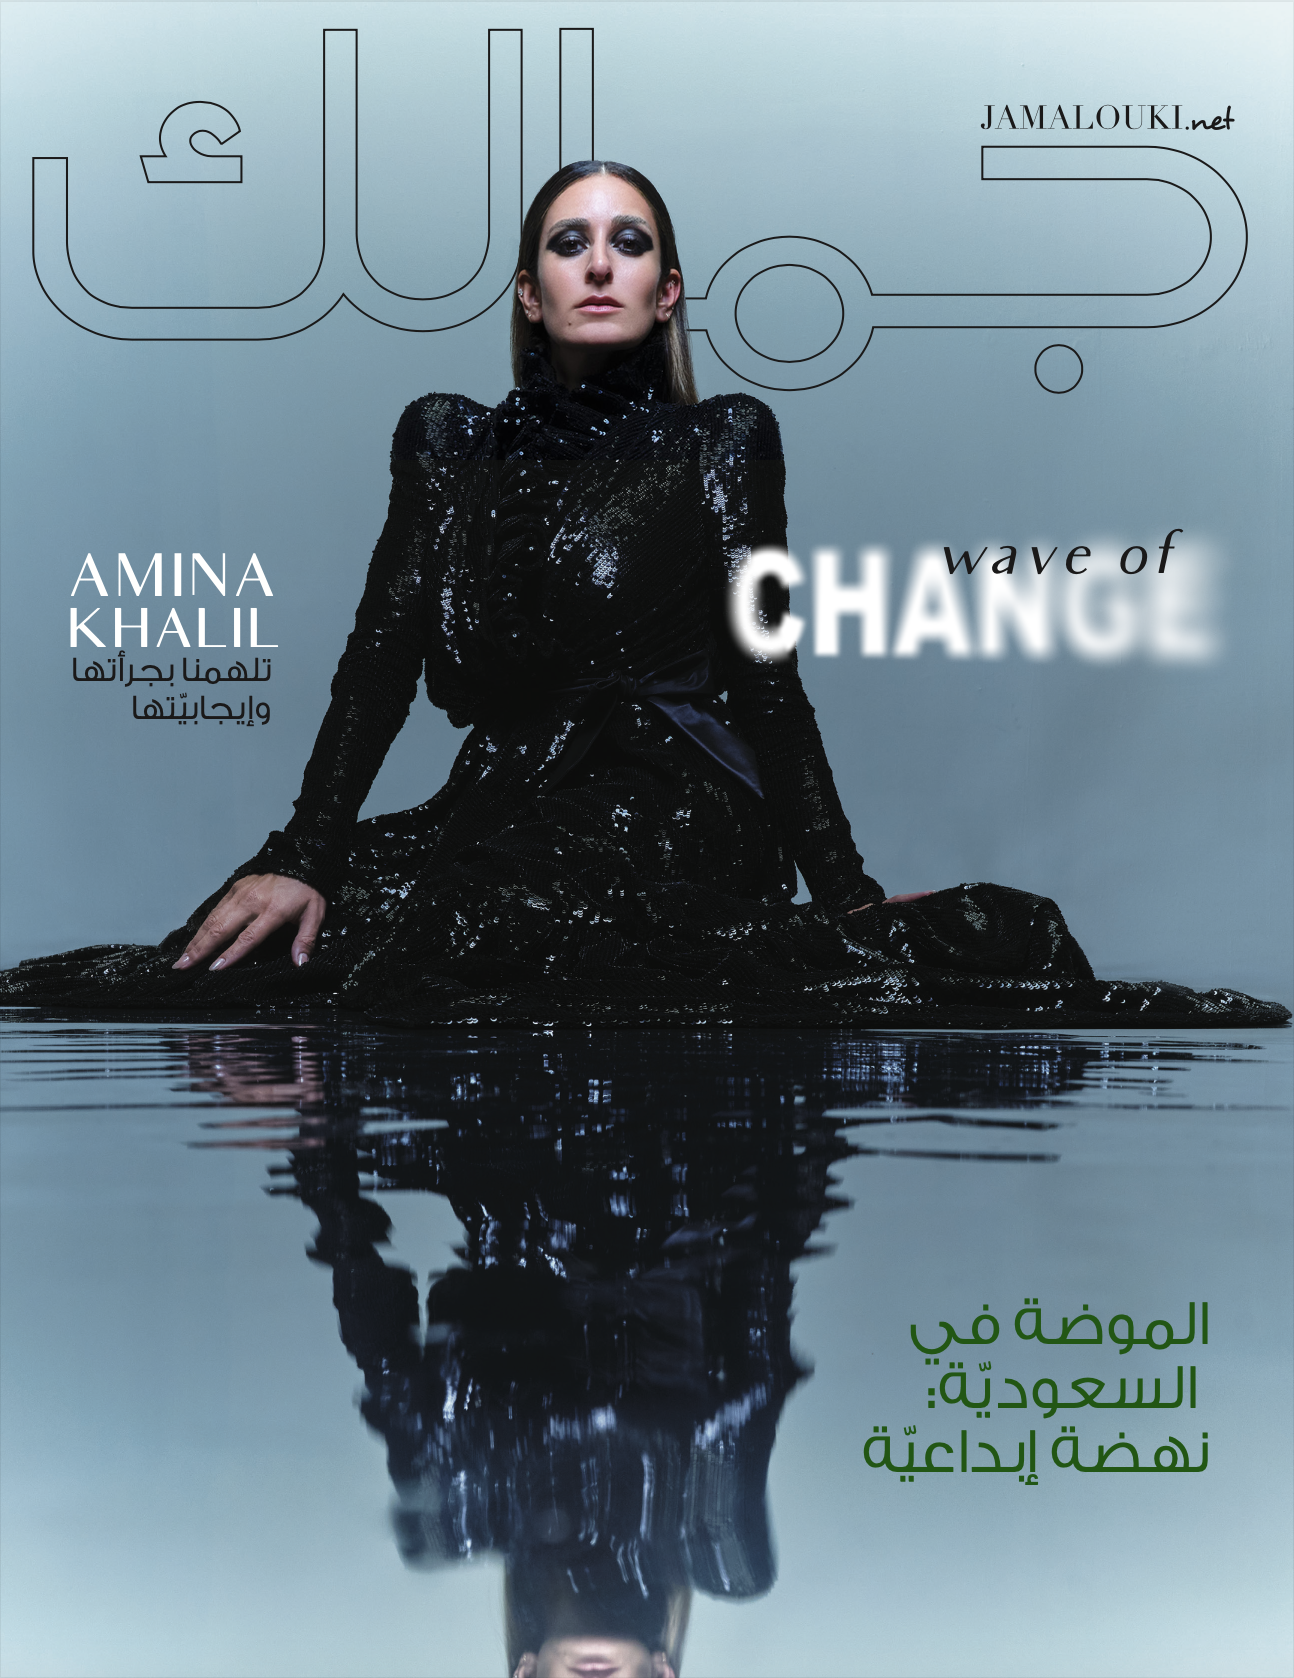 جمالك
JAMALOUKI.net
wave of
CHANGE
AMINA
KHALIL
تلهمنا بجرأتها
وإيجابيّتها
الموضة في
السعوديّة:
نهضة إبداعيّة